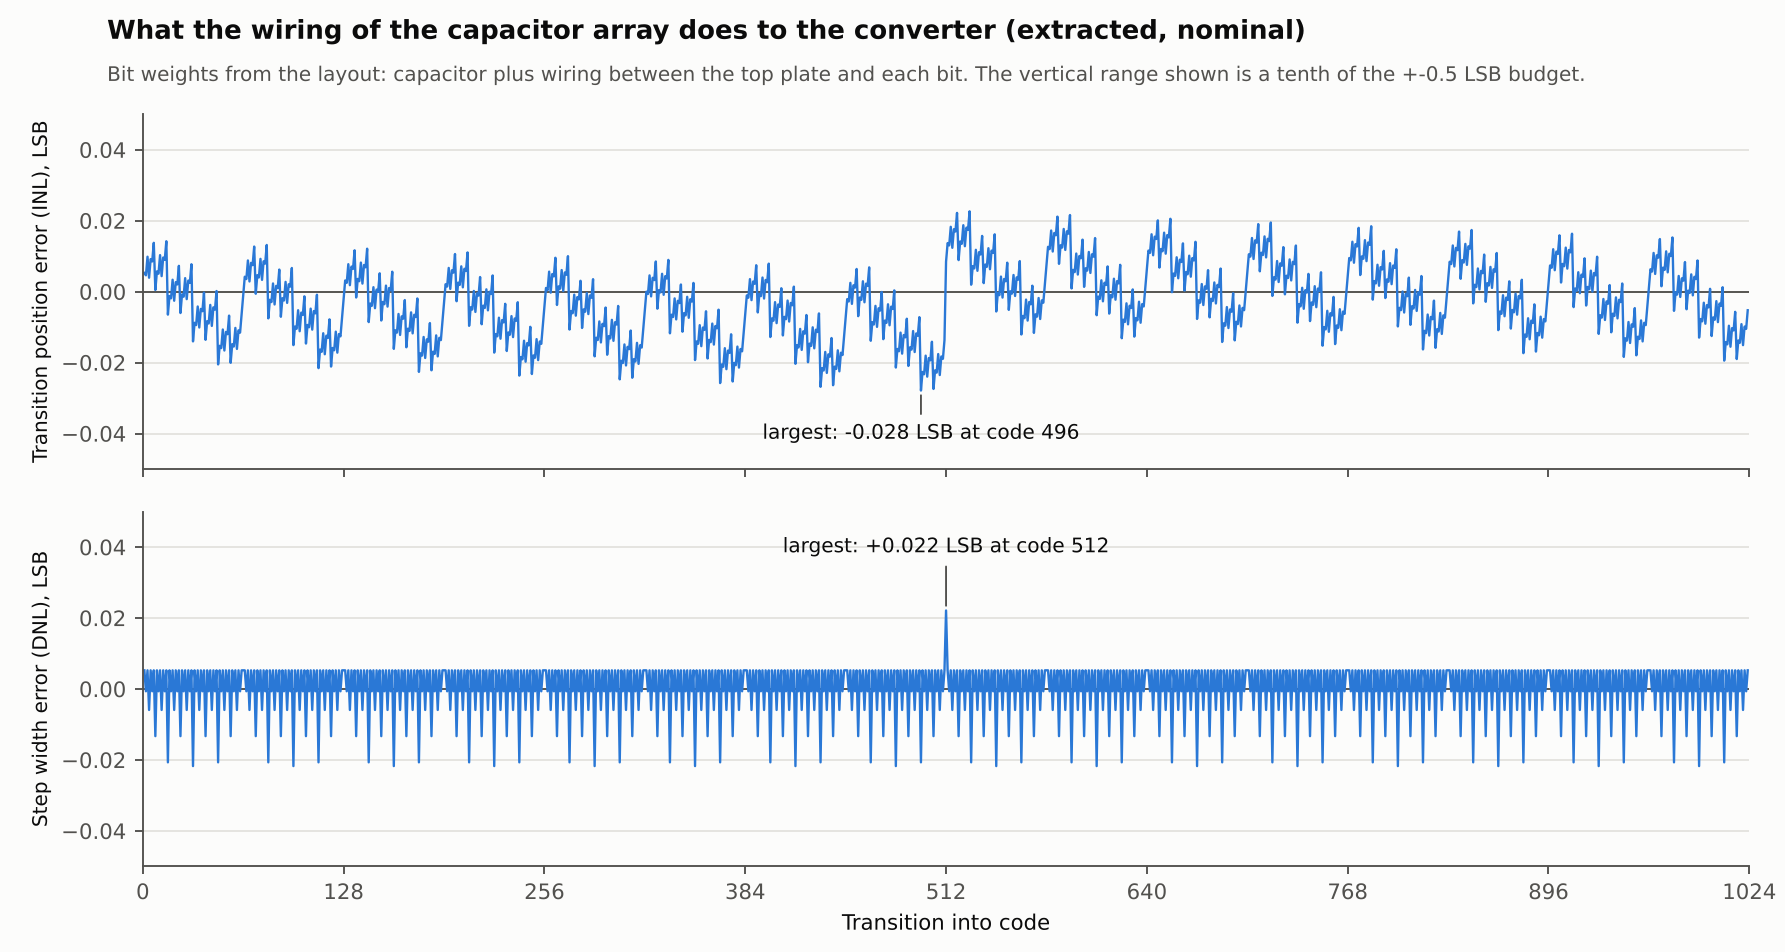 What the wiring of the capacitor array does to the converter (extracted, nominal)
Bit weights from the layout: capacitor plus wiring between the top plate and each bit. The vertical range shown is a tenth of the +-0.5 LSB budget.
Transition position error (INL), LSB
0.04
0.02
0.00
−0.02
−0.04
largest: -0.028 LSB at code 496
Step width error (DNL), LSB
0.04
0.02
0.00
−0.02
−0.04
largest: +0.022 LSB at code 512
0 128 256 384 512 640 768 896 1024
Transition into code